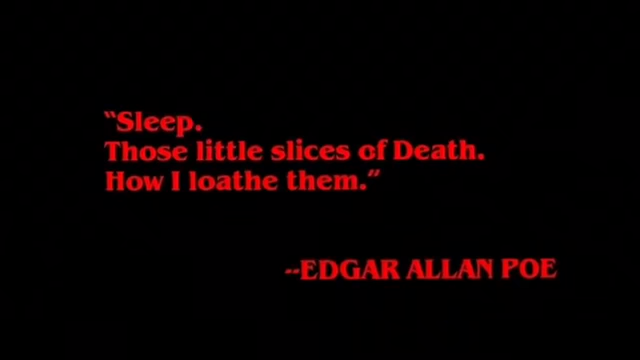 “Sleep.
Those little slices of Death.
How I loathe them.”
--EDGAR ALLAN POE